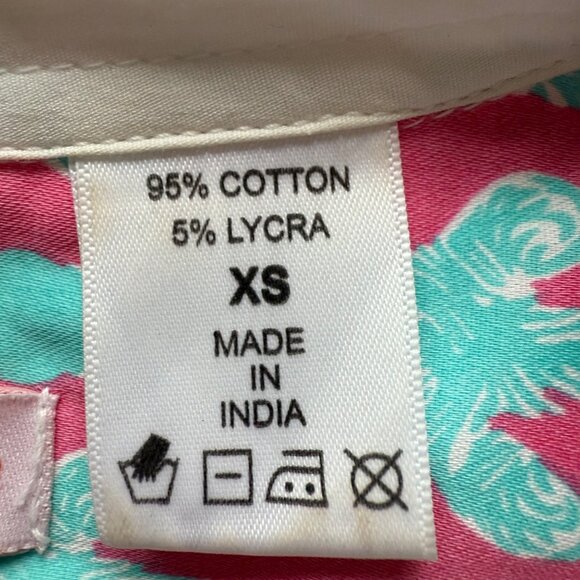 95% COTTON
5% LYCRA
XS
MADE
IN
INDIA